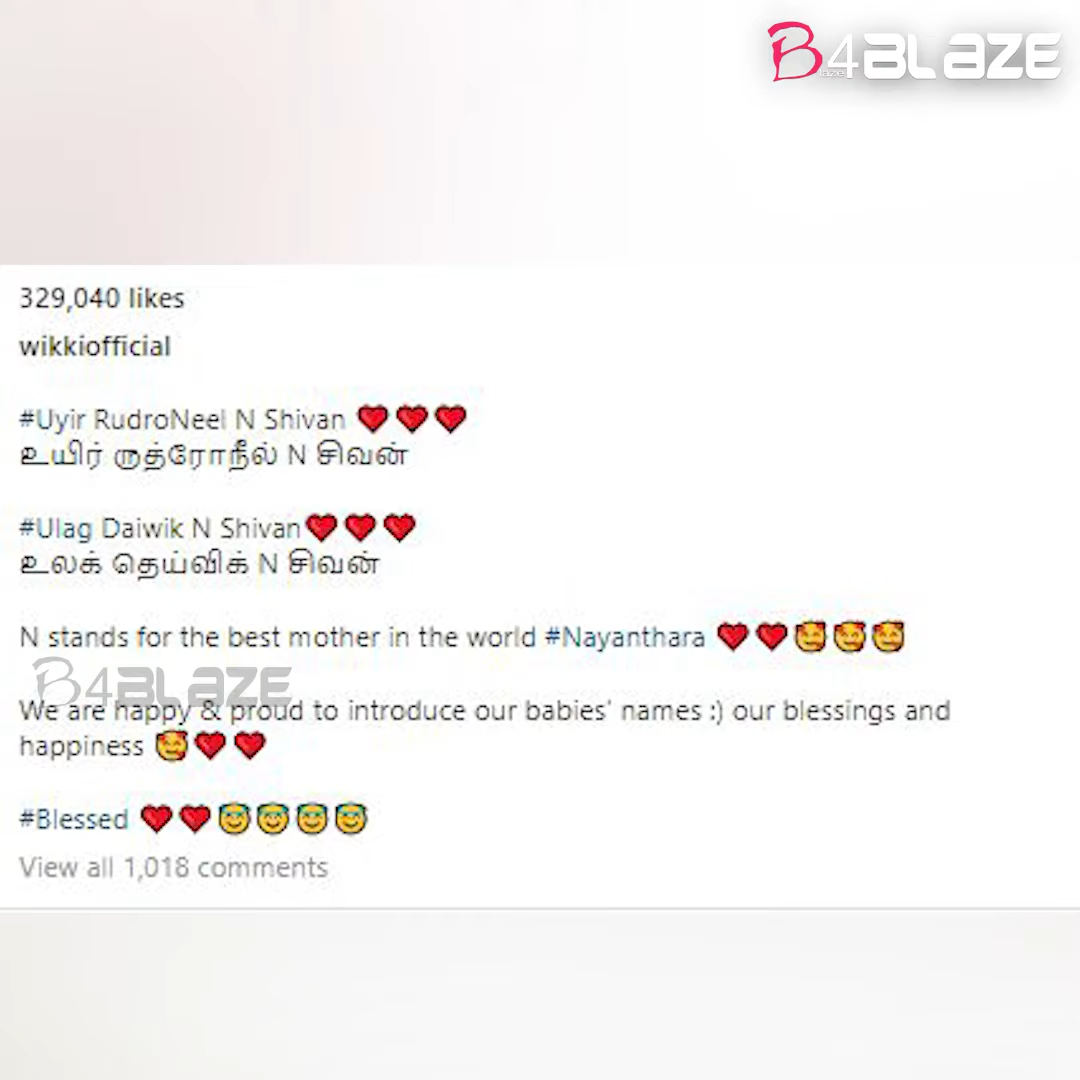 B4BLAZE
329,040 likes
wikkiofficial
#Uyir RudroNeel N Shivan ❤️❤️❤️
உயிர் ருத்ரோநீல் N சிவன்
#Ulag Daiwik N Shivan❤️❤️❤️
உலக் தெய்விக் N சிவன்
N stands for the best mother in the world #Nayanthara ❤️❤️🥰🥰🥰
B4BLAZE
We are happy & proud to introduce our babies' names :) our blessings and
happiness 🥰❤️❤️
#Blessed ❤️❤️😇😇😇😇
View all 1,018 comments